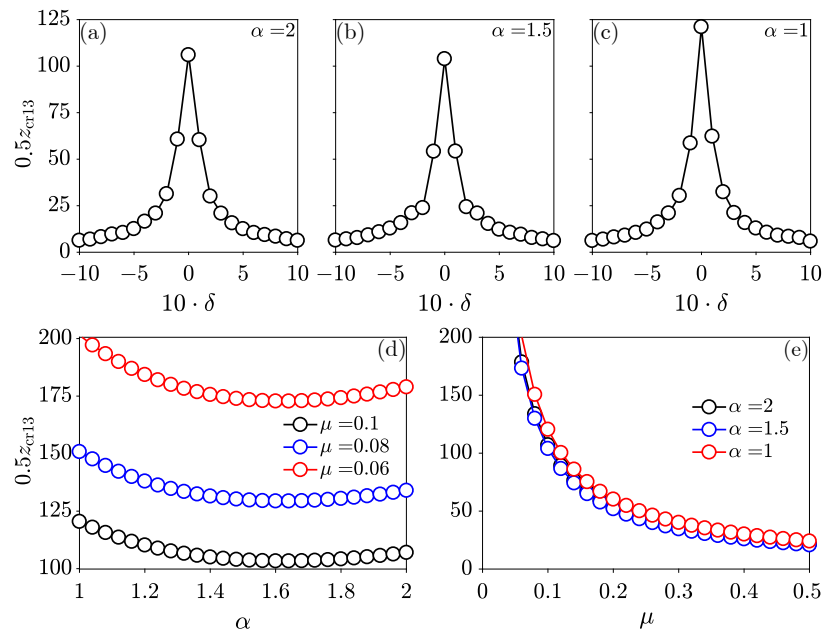 (a) α =2 (b) α =1.5 (c) α =1
125
100
75
50
25
0
0.5z_cr13
−10 −5 0 5 10 −10 −5 0 5 10 −10 −5 0 5 10
10 · δ 10 · δ 10 · δ
(d)
200
175
150
125
100
0.5z_cr13
μ =0.1
μ =0.08
μ =0.06
1 1.2 1.4 1.6 1.8 2
α
(e)
200
150
100
50
0
α =2
α =1.5
α =1
0 0.1 0.2 0.3 0.4 0.5
μ